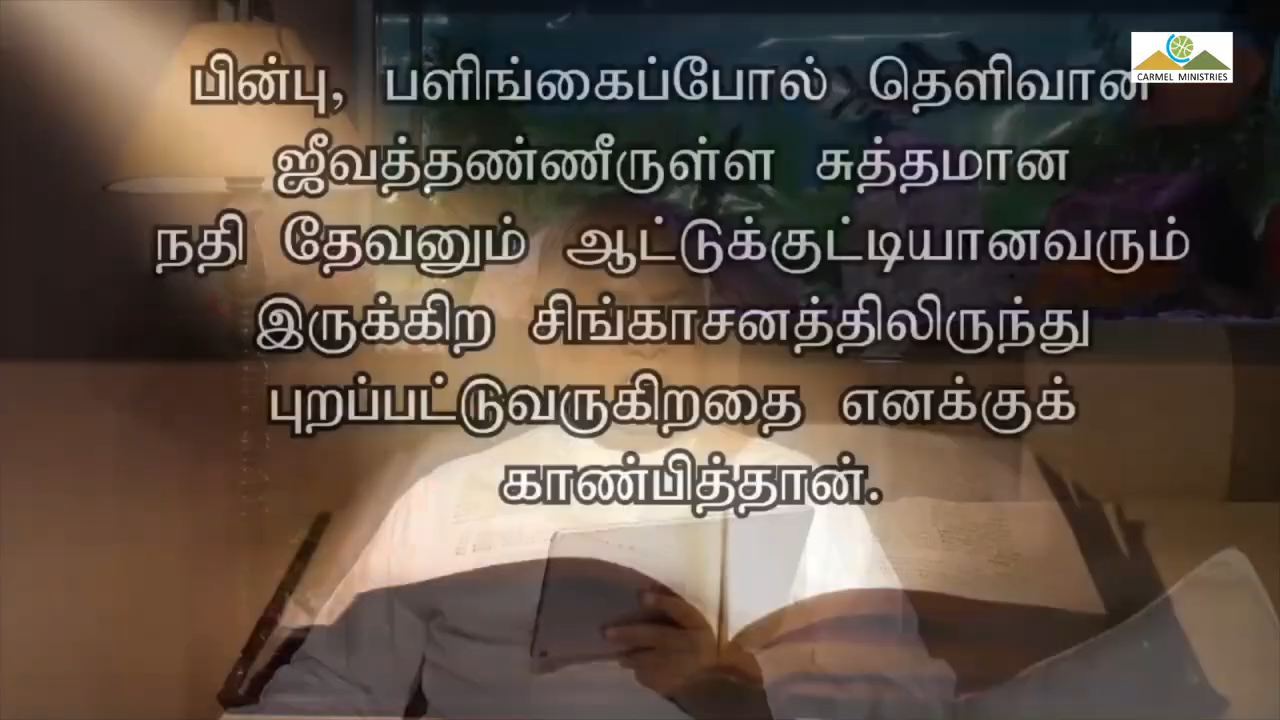 CARMEL MINISTRIES
பின்பு, பளிங்கைப்போல் தெளிவான
ஜீவத்தண்ணீருள்ள சுத்தமான
நதி தேவனும் ஆட்டுக்குட்டியானவரும்
இருக்கிற சிங்காசனத்திலிருந்து
புறப்பட்டுவருகிறதை எனக்குக்
காண்பித்தான்.